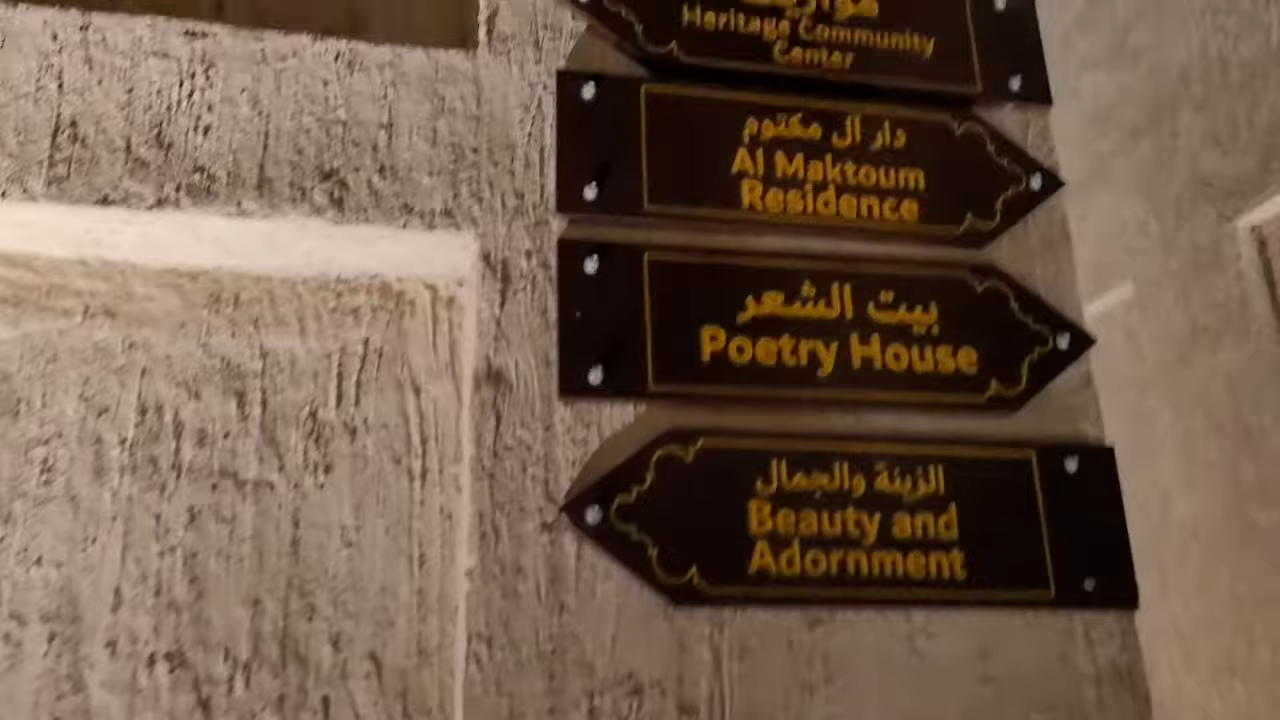 Heritage Community
Center
دار آل مكتوم
Al Maktoum
Residence
بيت الشعر
Poetry House
الزينة والجمال
Beauty and
Adornment